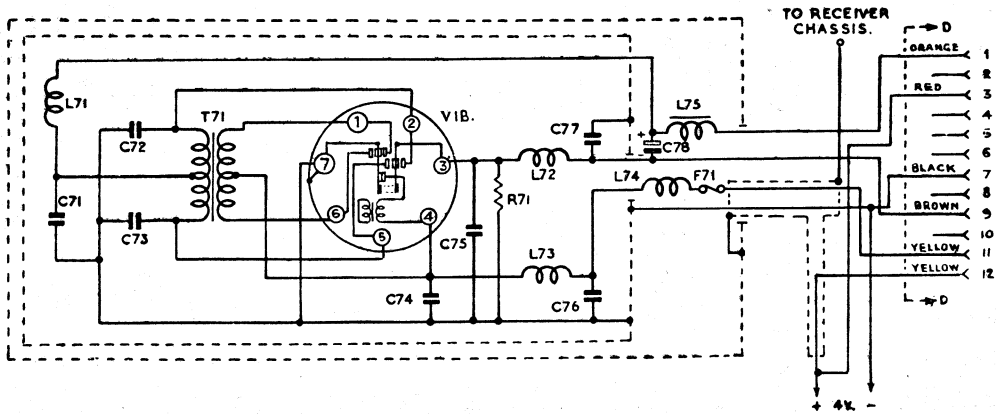 TO RECEIVER
CHASSIS.
D
ORANGE 1
2
RED 3
4
5
6
BLACK 7
8
BROWN 9
10
YELLOW 11
YELLOW 12
D
L71
C72
T71
C71
C73
VIB.
1
2
3
4
5
6
7
C77
L72
R71
C75
C74
L73
C76
+
C78
L75
L74
F71
+ 4V. -